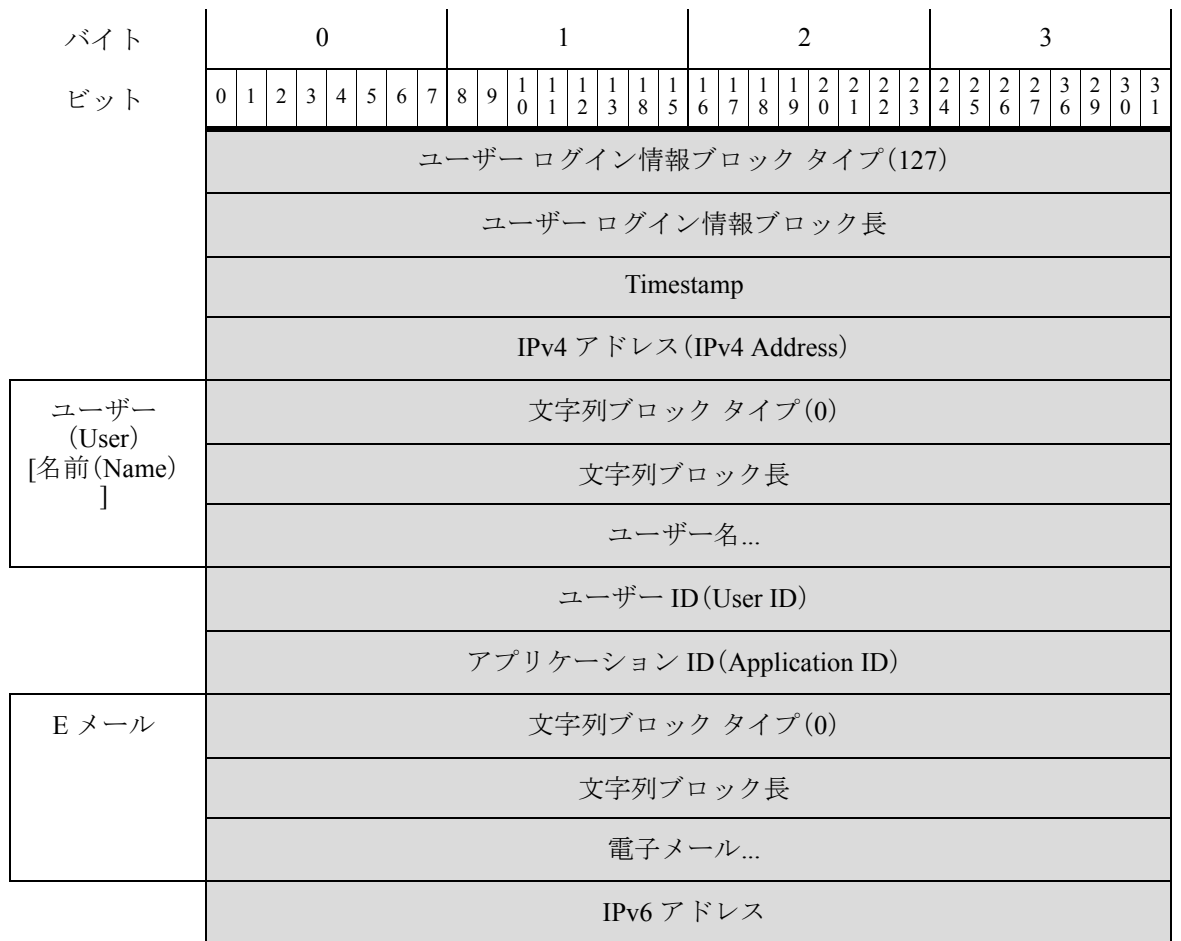 バイト 0 1 2 3
ビット 0 1 2 3 4 5 6 7 8 9 10 11 12 13 18 15 16 17 18 19 20 21 22 23 24 25 26 27 36 29 30 31
ユーザー ログイン情報ブロック タイプ(127)
ユーザー ログイン情報ブロック長
Timestamp
IPv4 アドレス(IPv4 Address)
ユーザー
(User)
[名前(Name)
]
文字列ブロック タイプ(0)
文字列ブロック長
ユーザー名...
ユーザー ID(User ID)
アプリケーション ID(Application ID)
E メール
文字列ブロック タイプ(0)
文字列ブロック長
電子メール...
IPv6 アドレス